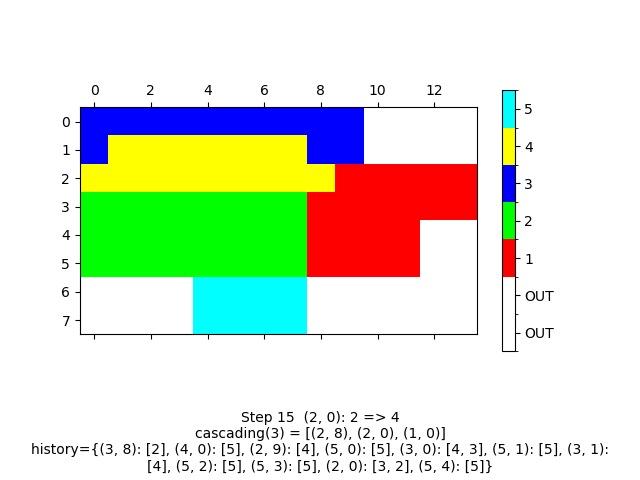 0 2 4 6 8 10 12
0
1
2
3
4
5
6
7
5
4
3
2
1
OUT
OUT
Step 15  (2, 0): 2 => 4
cascading(3) = [(2, 8), (2, 0), (1, 0)]
history={(3, 8): [2], (4, 0): [5], (2, 9): [4], (5, 0): [5], (3, 0): [4, 3], (5, 1): [5], (3, 1):
[4], (5, 2): [5], (5, 3): [5], (2, 0): [3, 2], (5, 4): [5]}